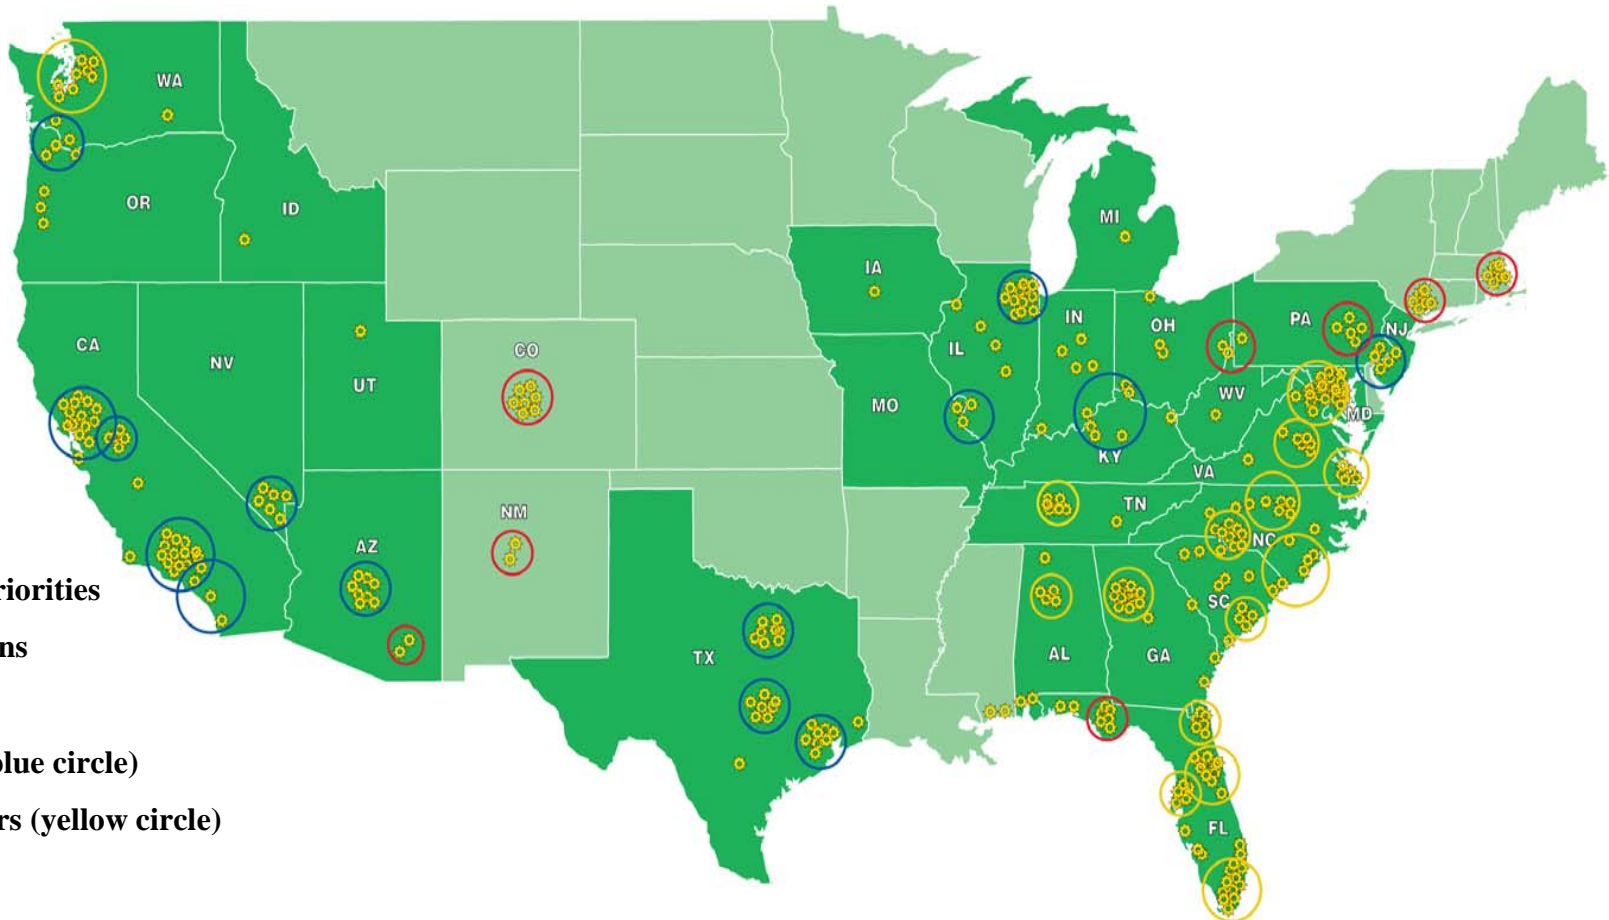 WA
OR
ID
MI
IA
CA
NV
UT
CO
IL
IN
OH
PA
NJ
MO
WV
MD
KY
VA
AZ
NM
TN
NC
SC
TX
AL
GA
FL
riorities
ns
lue circle)
rs (yellow circle)